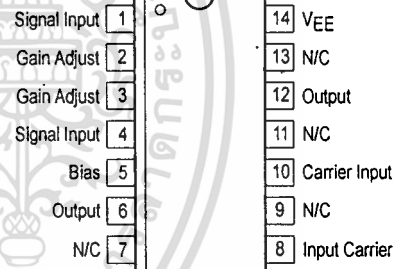 Signal Input 1
Gain Adjust 2
Gain Adjust 3
Signal Input 4
Bias 5
Output 6
N/C 7
14 VEE
13 N/C
12 Output
11 N/C
10 Carrier Input
9 N/C
8 Input Carrier